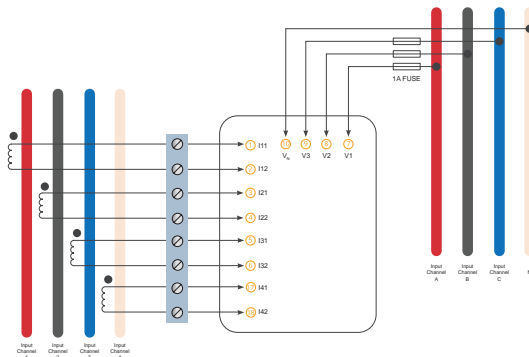 1A FUSE
10 9 8 7
VN V3 V2 V1
1 I11
2 I12
3 I21
4 I22
5 I31
6 I32
17 I41
18 I42
Input Channel A
Input Channel B
Input Channel C
Input Channel
Input Channel
Input Channel
Input Channel